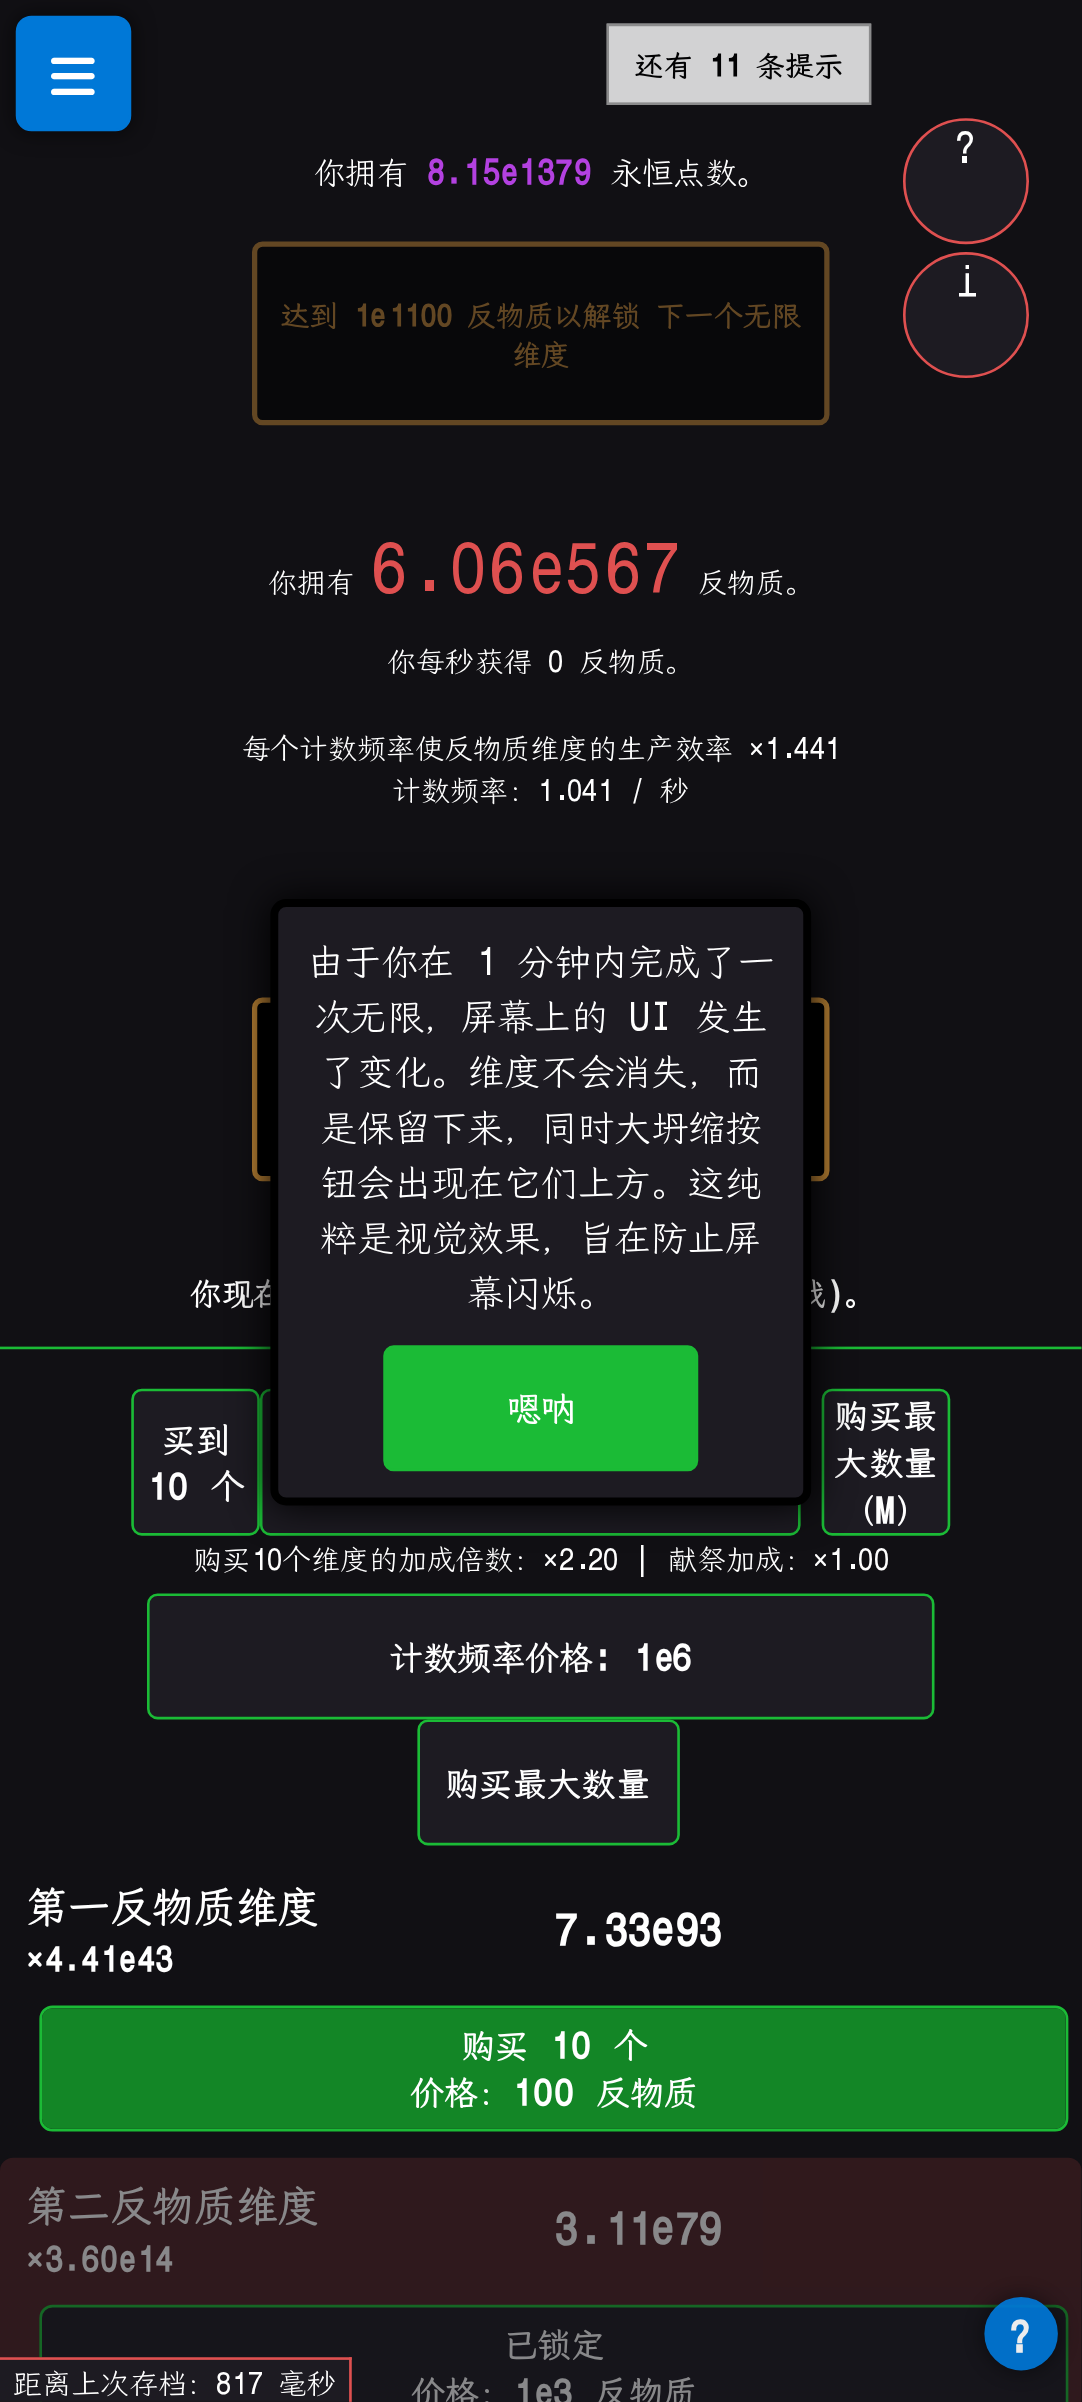 还有 11 条提示
?
你拥有 8.15e1379 永恒点数。
i
达到 1e1100 反物质以解锁 下一个无限
维度
你拥有 6.06e567 反物质。
你每秒获得 0 反物质。
每个计数频率使反物质维度的生产效率 ×1.441
计数频率: 1.041 / 秒
由于你在 1 分钟内完成了一
次无限, 屏幕上的 UI 发生
了变化。维度不会消失, 而
是保留下来, 同时大坍缩按
钮会出现在它们上方。这纯
粹是视觉效果, 旨在防止屏
幕闪烁。
嗯呐
你现在
戏)。
买到
10 个
购买最
大数量
(M)
购买10个维度的加成倍数: ×2.20 | 献祭加成: ×1.00
计数频率价格: 1e6
购买最大数量
第一反物质维度
×4.41e43
7.33e93
购买 10 个
价格: 100 反物质
第二反物质维度
×3.60e14
3.11e79
已锁定
价格: 1e3 反物质
?
距离上次存档: 817 毫秒